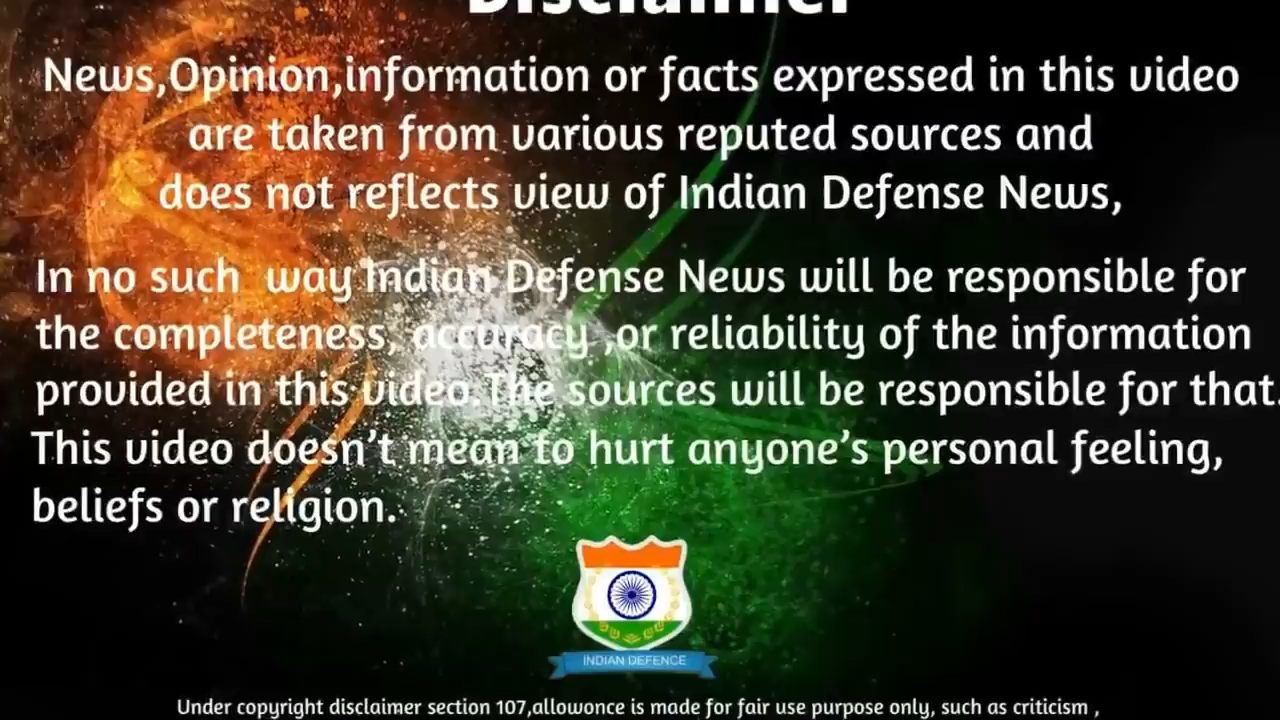 Disclaimer
News,Opinion,information or facts expressed in this video
are taken from various reputed sources and
does not reflects view of Indian Defense News,
In no such way Indian Defense News will be responsible for
the completeness, accuracy ,or reliability of the information
provided in this video.The sources will be responsible for that.
This video doesn't mean to hurt anyone's personal feeling,
beliefs or religion.
INDIAN DEFENCE
Under copyright disclaimer section 107,allowonce is made for fair use purpose only, such as criticism ,